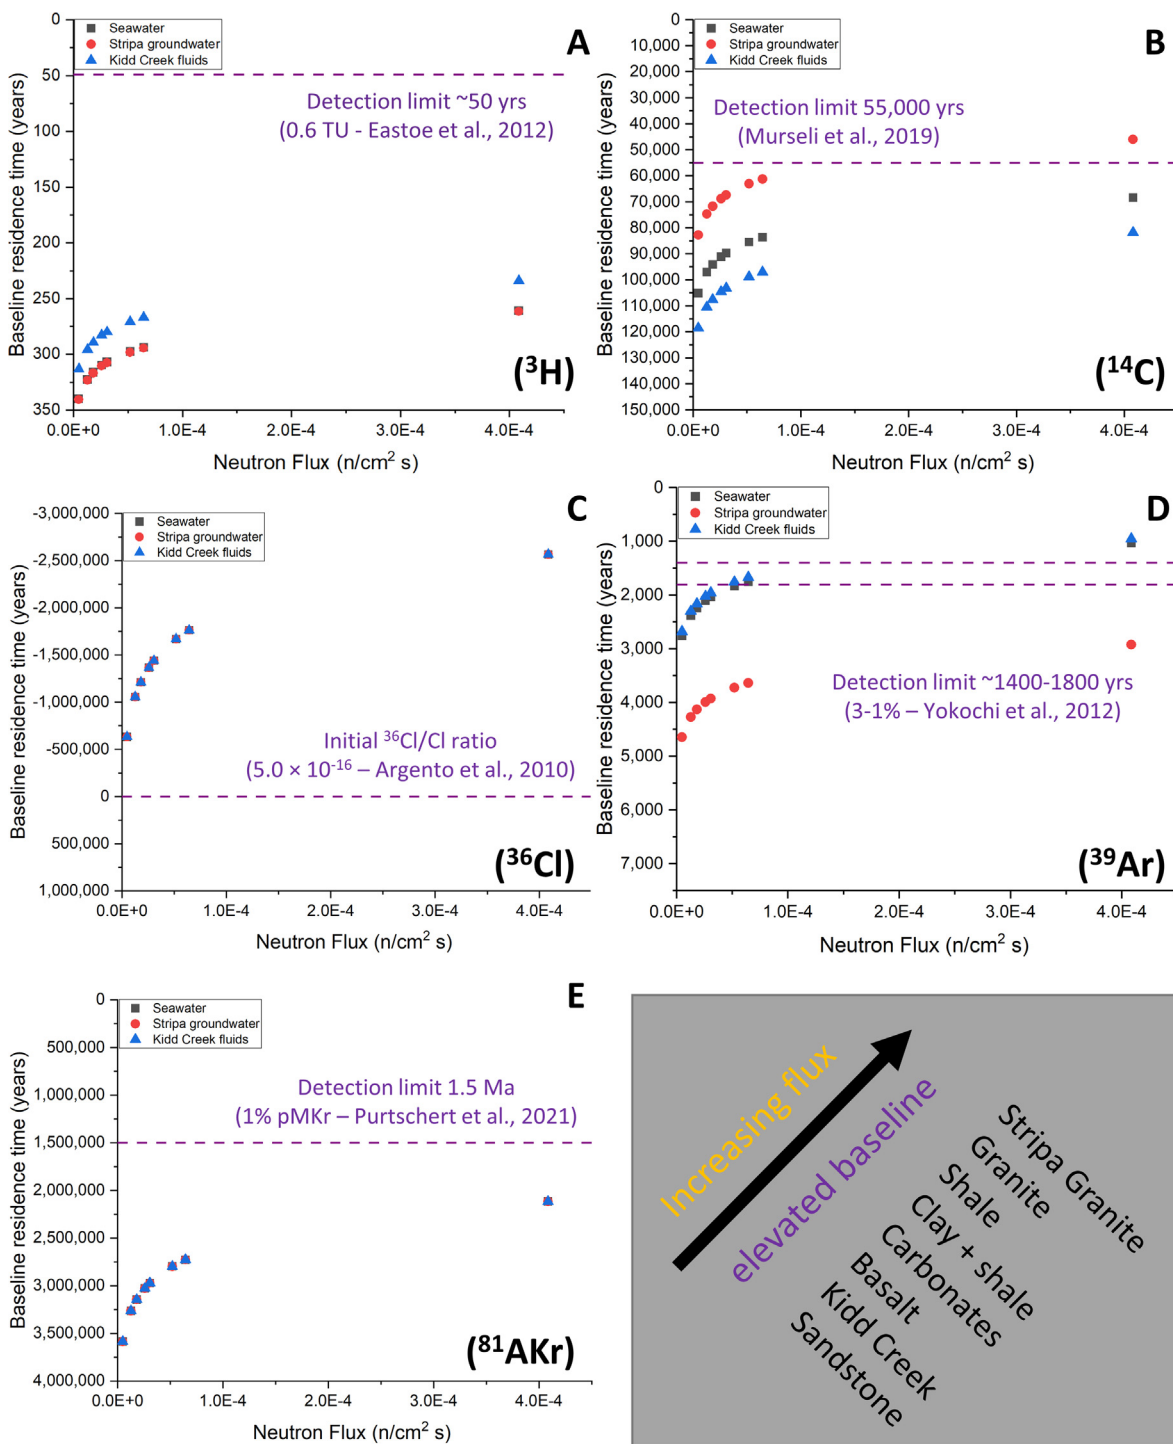 A
Seawater
Stripa groundwater
Kidd Creek fluids
0
50
100
150
200
250
300
350
Baseline residence time (years)
Detection limit ~50 yrs
(0.6 TU - Eastoe et al., 2012)
(³H)
0.0E+0 1.0E-4 2.0E-4 3.0E-4 4.0E-4
Neutron Flux (n/cm² s)
B
Seawater
Stripa groundwater
Kidd Creek fluids
0
10,000
20,000
30,000
40,000
50,000
60,000
70,000
80,000
90,000
100,000
110,000
120,000
130,000
140,000
150,000
Baseline residence time (years)
Detection limit 55,000 yrs
(Murseli et al., 2019)
(¹⁴C)
0.0E+0 1.0E-4 2.0E-4 3.0E-4 4.0E-4
Neutron Flux (n/cm² s)
C
Seawater
Stripa groundwater
Kidd Creek fluids
-3,000,000
-2,500,000
-2,000,000
-1,500,000
-1,000,000
-500,000
0
500,000
1,000,000
Baseline residence time (years)
Initial ³⁶Cl/Cl ratio
(5.0 × 10⁻¹⁶ – Argento et al., 2010)
(³⁶Cl)
0.0E+0 1.0E-4 2.0E-4 3.0E-4 4.0E-4
Neutron Flux (n/cm² s)
D
Seawater
Stripa groundwater
Kidd Creek fluids
0
1,000
2,000
3,000
4,000
5,000
6,000
7,000
Baseline residence time (years)
Detection limit ~1400-1800 yrs
(3-1% – Yokochi et al., 2012)
(³⁹Ar)
0.0E+0 1.0E-4 2.0E-4 3.0E-4 4.0E-4
Neutron Flux (n/cm² s)
E
Seawater
Stripa groundwater
Kidd Creek fluids
0
500,000
1,000,000
1,500,000
2,000,000
2,500,000
3,000,000
3,500,000
4,000,000
Baseline residence time (years)
Detection limit 1.5 Ma
(1% pMKr – Purtschert et al., 2021)
(⁸¹AKr)
0.0E+0 1.0E-4 2.0E-4 3.0E-4 4.0E-4
Neutron Flux (n/cm² s)
Increasing flux
elevated baseline
Stripa Granite
Granite
Shale
Clay + shale
Carbonates
Basalt
Kidd Creek
Sandstone